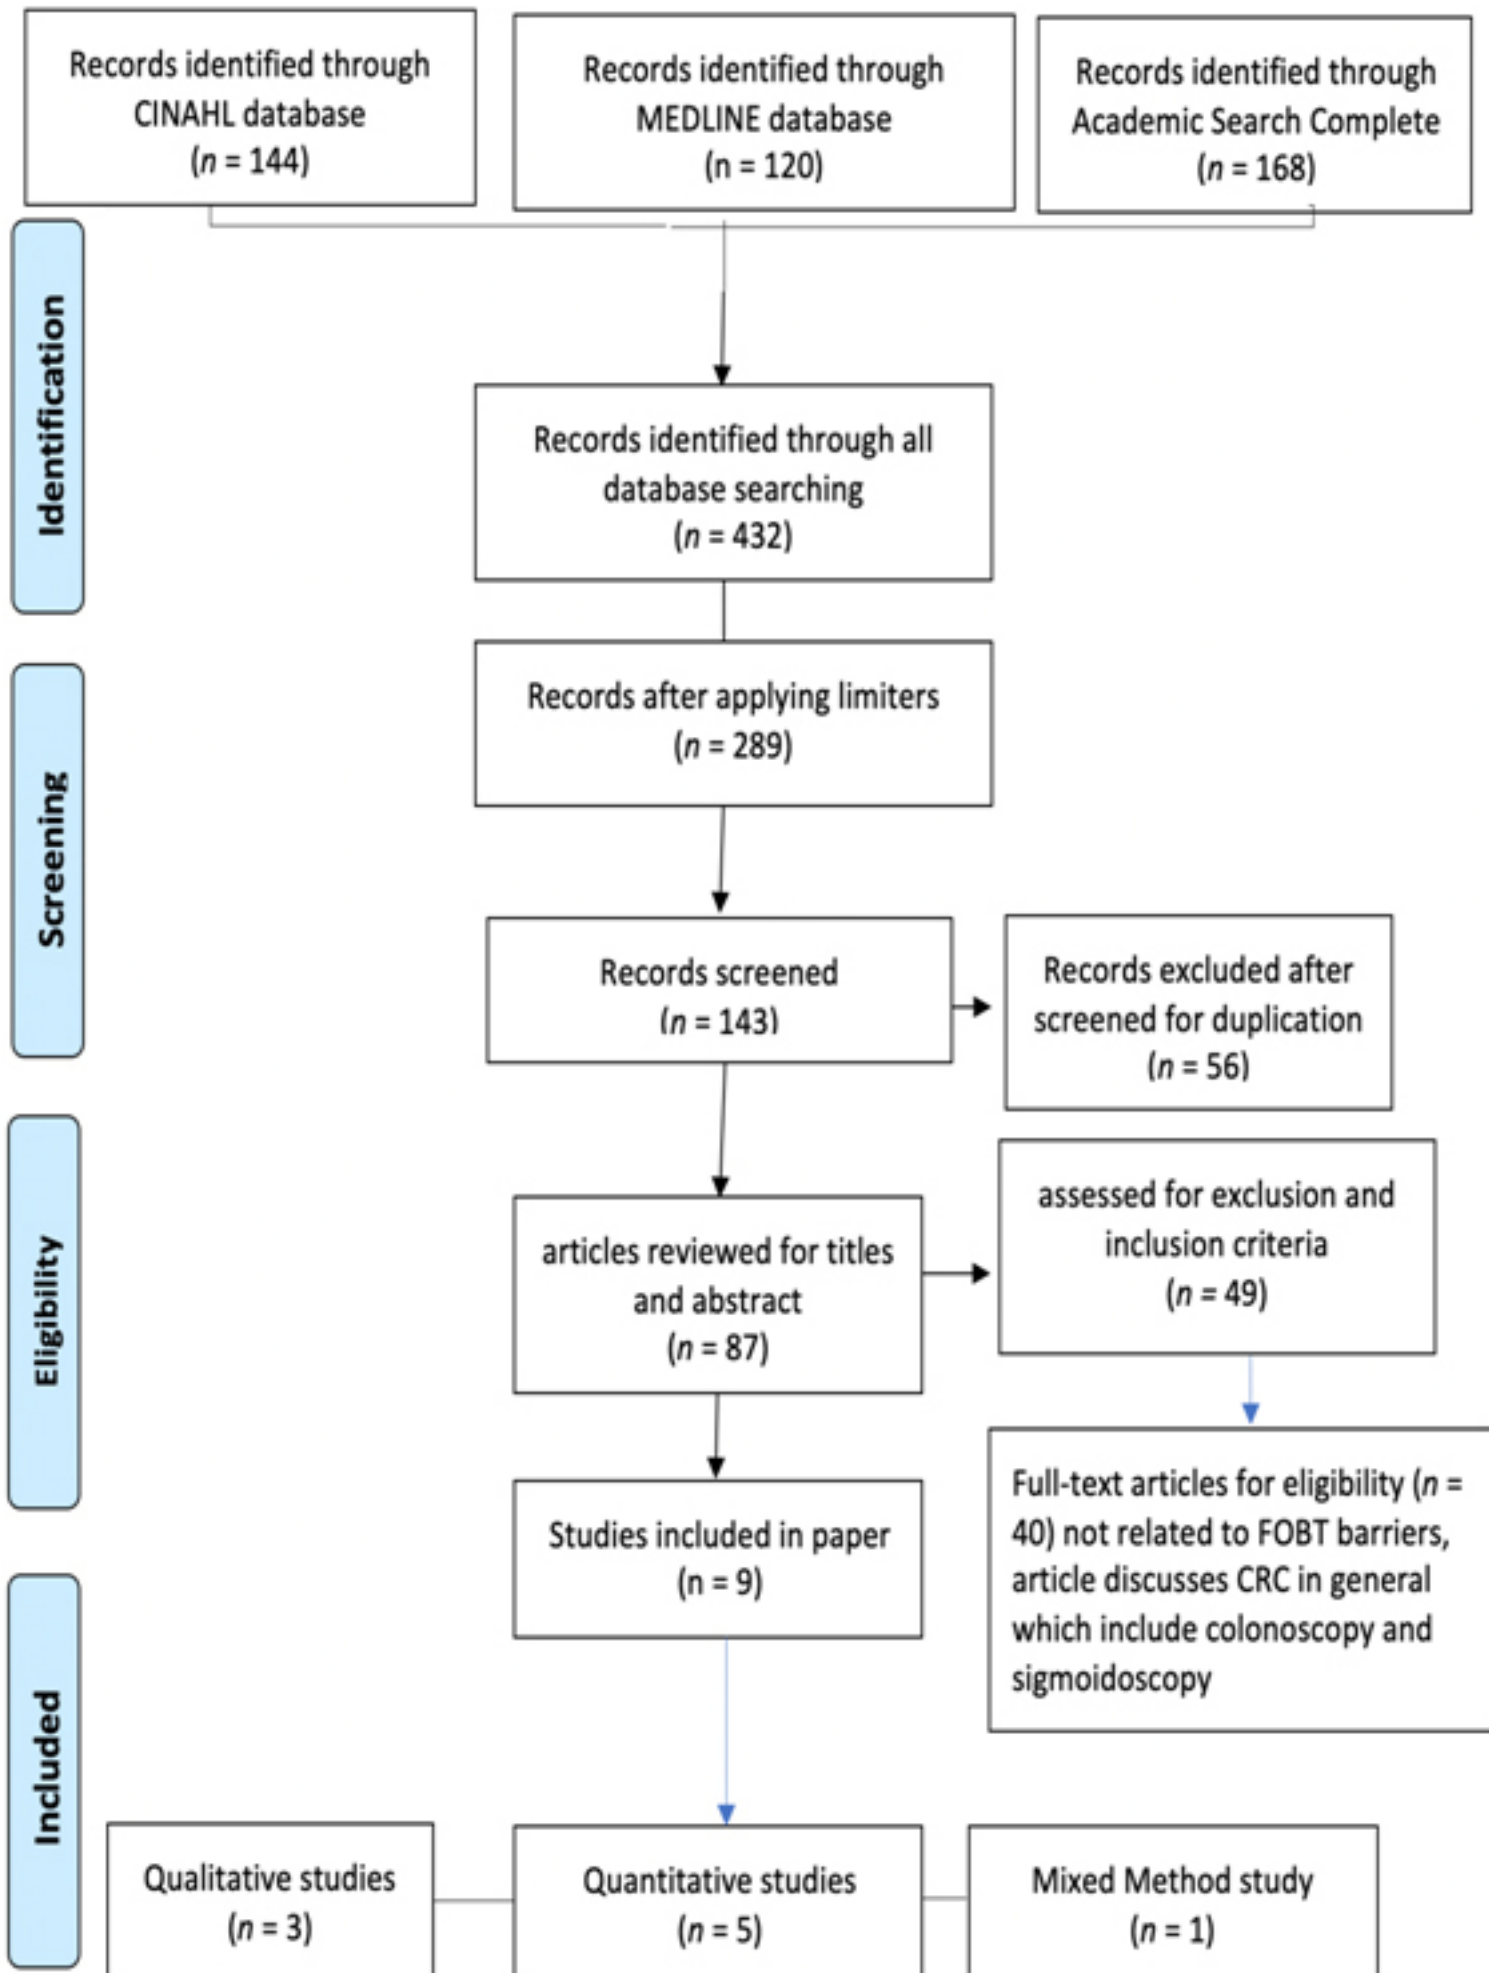 Records identified through
CINAHL database
(n = 144)
Records identified through
MEDLINE database
(n = 120)
Records identified through
Academic Search Complete
(n = 168)
Identification
Records identified through all
database searching
(n = 432)
Screening
Records after applying limiters
(n = 289)
Records screened
(n = 143)
Records excluded after
screened for duplication
(n = 56)
Eligibility
articles reviewed for titles
and abstract
(n = 87)
assessed for exclusion and
inclusion criteria
(n = 49)
Full-text articles for eligibility (n =
40) not related to FOBT barriers,
article discusses CRC in general
which include colonoscopy and
sigmoidoscopy
Studies included in paper
(n = 9)
Included
Qualitative studies
(n = 3)
Quantitative studies
(n = 5)
Mixed Method study
(n = 1)